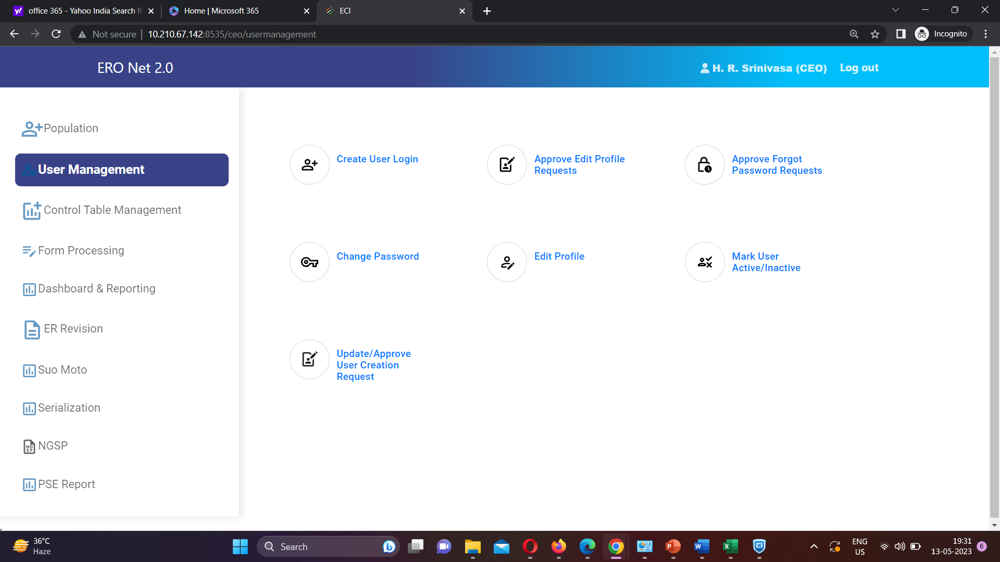 office 365 - Yahoo India Search R
Home | Microsoft 365
ECI
Not secure
10.210.67.142:8535/ceo/usermanagement
Incognito
ERO Net 2.0
H. R. Srinivasa (CEO)
Log out
Population
User Management
Control Table Management
Form Processing
Dashboard & Reporting
ER Revision
Suo Moto
Serialization
NGSP
PSE Report
Create User Login
Approve Edit Profile
Requests
Approve Forgot
Password Requests
Change Password
Edit Profile
Mark User
Active/Inactive
Update/Approve
User Creation
Request
36°C
Haze
Search
ENG
US
19:31
13-05-2023
6